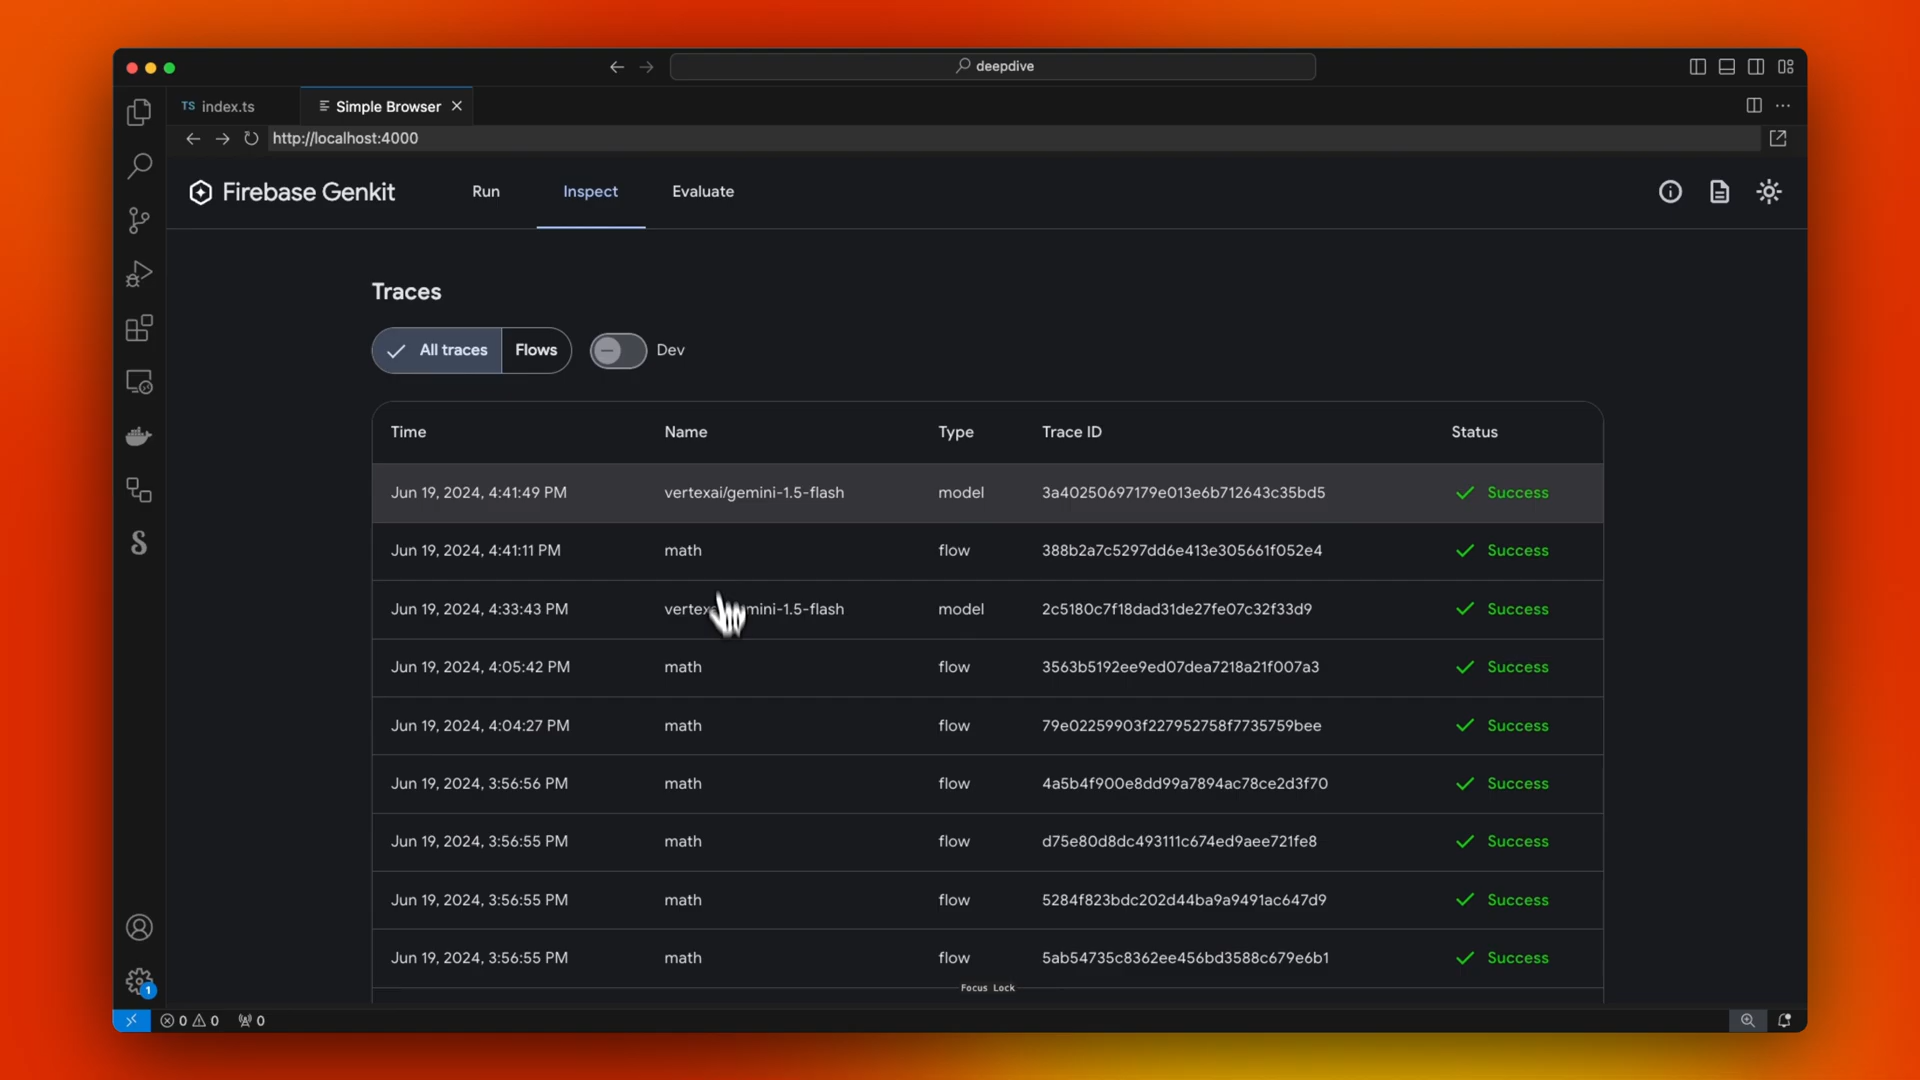 deepdive
TS index.ts
Simple Browser
http://localhost:4000
Firebase Genkit Run Inspect Evaluate
Traces
All traces Flows Dev
Time Name Type Trace ID Status
Jun 19, 2024, 4:41:49 PM vertexai/gemini-1.5-flash model 3a40250697179e013e6b712643c35bd5 Success
Jun 19, 2024, 4:41:11 PM math flow 388b2a7c5297dd6e413e305661f052e4 Success
Jun 19, 2024, 4:33:43 PM model 2c5180c7f18dad31de27fe07c32f33d9 Success
Jun 19, 2024, 4:05:42 PM math flow 3563b5192ee9ed07dea7218a21f007a3 Success
Jun 19, 2024, 4:04:27 PM math flow 79e02259903f227952758f7735759bee Success
Jun 19, 2024, 3:56:56 PM math flow 4a5b4f900e8dd99a7894ac78ce2d3f70 Success
Jun 19, 2024, 3:56:55 PM math flow d75e80d8dc493111c674ed9aee721fe8 Success
Jun 19, 2024, 3:56:55 PM math flow 5284f823bdc202d44ba9a9491ac647d9 Success
Jun 19, 2024, 3:56:55 PM math flow 5ab54735c8362ee456bd3588c679e6b1 Success
Focus Lock
1
0 0 0